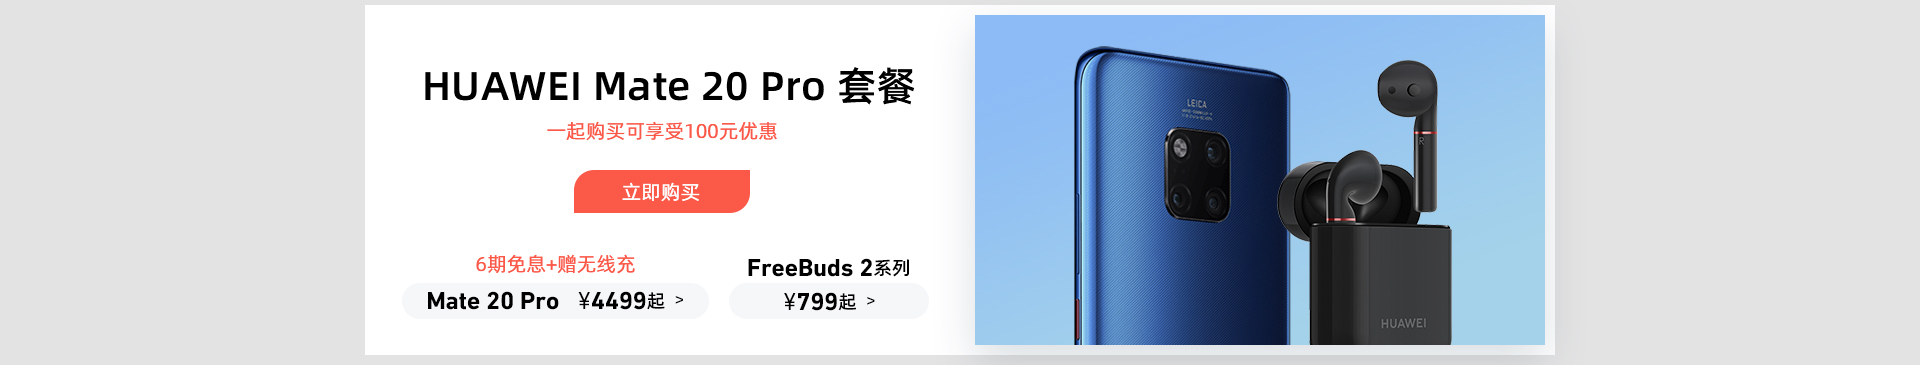 HUAWEI Mate 20 Pro 套餐
一起购买可享受100元优惠
立即购买
6期免息+赠无线充
Mate 20 Pro ¥4499起 >
FreeBuds 2系列
¥799起 >
LEICA
R
HUAWEI